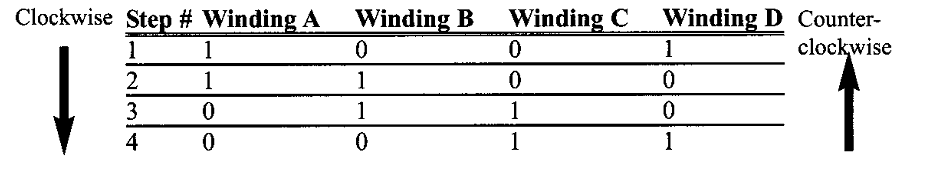 Clockwise Step # Winding A Winding B Winding C Winding D Counter-
1 1 0 0 1 clockwise
2 1 1 0 0
3 0 1 1 0
4 0 0 1 1